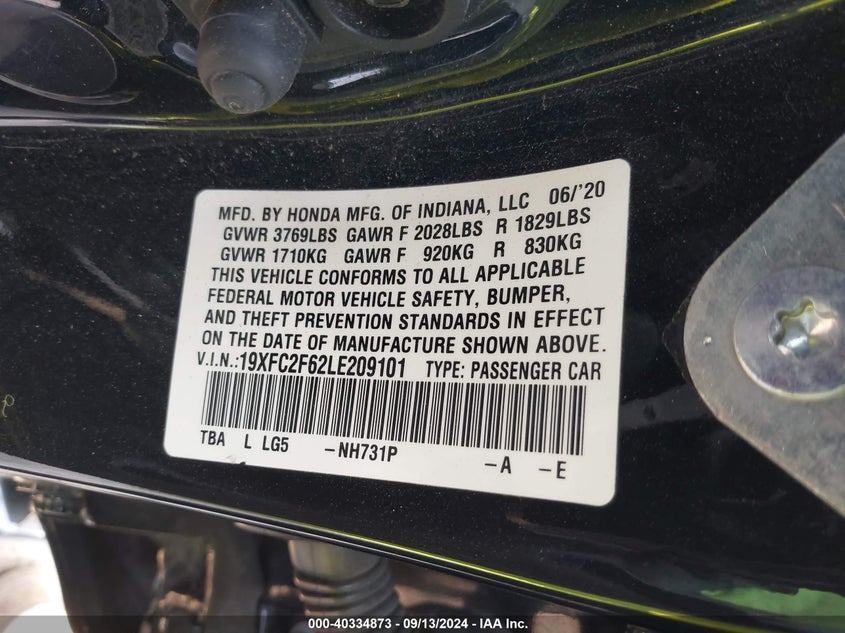 MFD. BY HONDA MFG. OF INDIANA, LLC 06/'20
GVWR 3769LBS GAWR F 2028LBS R 1829LBS
GVWR 1710KG GAWR F 920KG R 830KG
THIS VEHICLE CONFORMS TO ALL APPLICABLE
FEDERAL MOTOR VEHICLE SAFETY, BUMPER,
AND THEFT PREVENTION STANDARDS IN EFFECT
ON THE DATE OF MANUFACTURE SHOWN ABOVE.
V.I.N.:19XFC2F62LE209101 TYPE: PASSENGER CAR
TBA L LG5 -NH731P -A -E
000-40334873 - 09/13/2024 - IAA Inc.